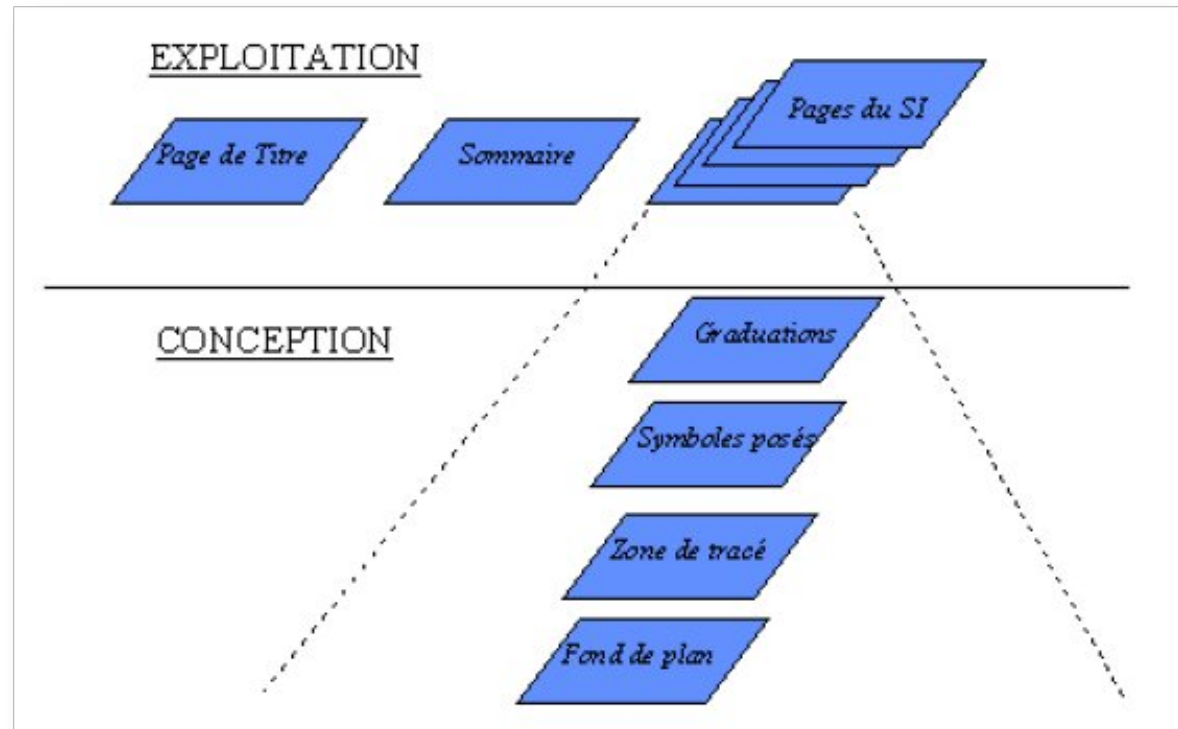 EXPLOITATION
Pages du SI
Page de Titre
Sommaire
CONCEPTION
Graduations
Symboles posés
Zone de tracé
Fond de plan